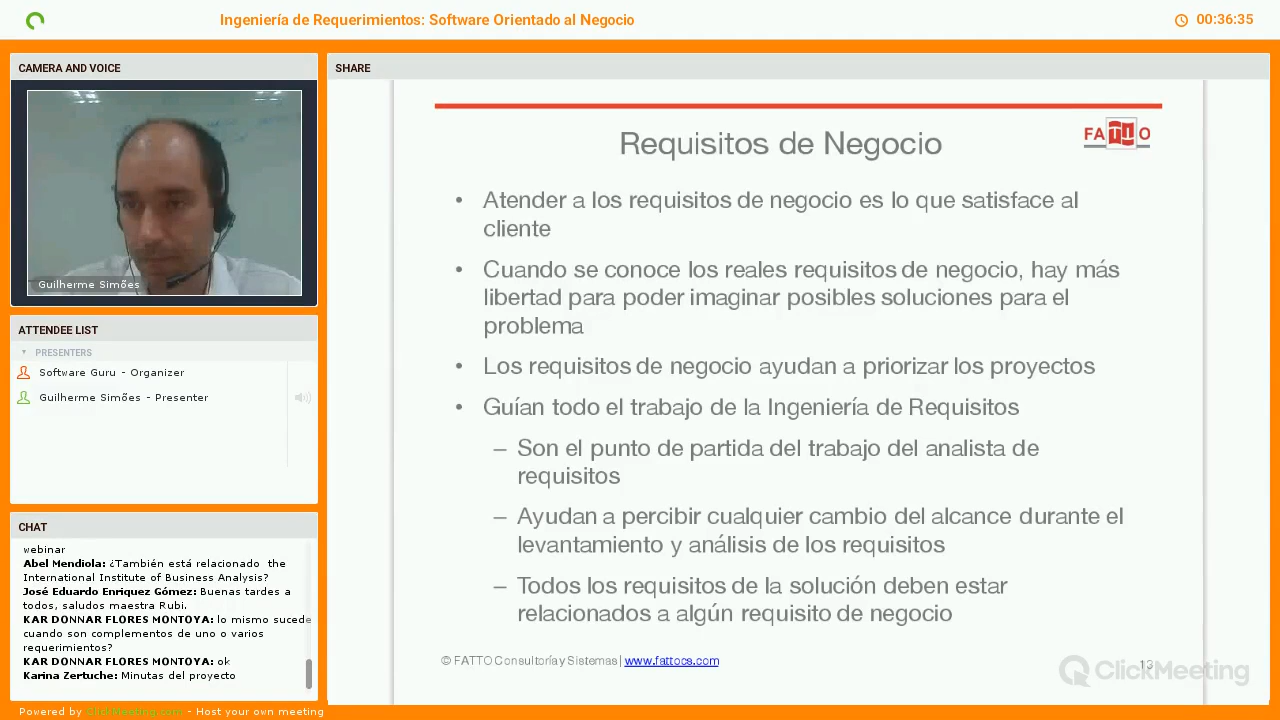 Ingeniería de Requerimientos: Software Orientado al Negocio
00:36:35
CAMERA AND VOICE
Guilherme Simões
ATTENDEE LIST
PRESENTERS
Software Guru - Organizer
Guilherme Simões - Presenter
CHAT
webinar
Abel Mendiola: ¿También está relacionado the
International Institute of Business Analysis?
José Eduardo Enriquez Gómez: Buenas tardes a
todos, saludos maestra Rubi.
KAR DONNAR FLORES MONTOYA: lo mismo sucede
cuando son complementos de uno o varios
requerimientos?
KAR DONNAR FLORES MONTOYA: ok
Karina Zertuche: Minutas del proyecto
Powered by ClickMeeting.com - Host your own meeting
SHARE
FATTO
Requisitos de Negocio
• Atender a los requisitos de negocio es lo que satisface al
cliente
• Cuando se conoce los reales requisitos de negocio, hay más
libertad para poder imaginar posibles soluciones para el
problema
• Los requisitos de negocio ayudan a priorizar los proyectos
• Guían todo el trabajo de la Ingeniería de Requisitos
– Son el punto de partida del trabajo del analista de
requisitos
– Ayudan a percibir cualquier cambio del alcance durante el
levantamiento y análisis de los requisitos
– Todos los requisitos de la solución deben estar
relacionados a algún requisito de negocio
© FATTO Consultoría y Sistemas | www.fattocs.com
13
ClickMeeting